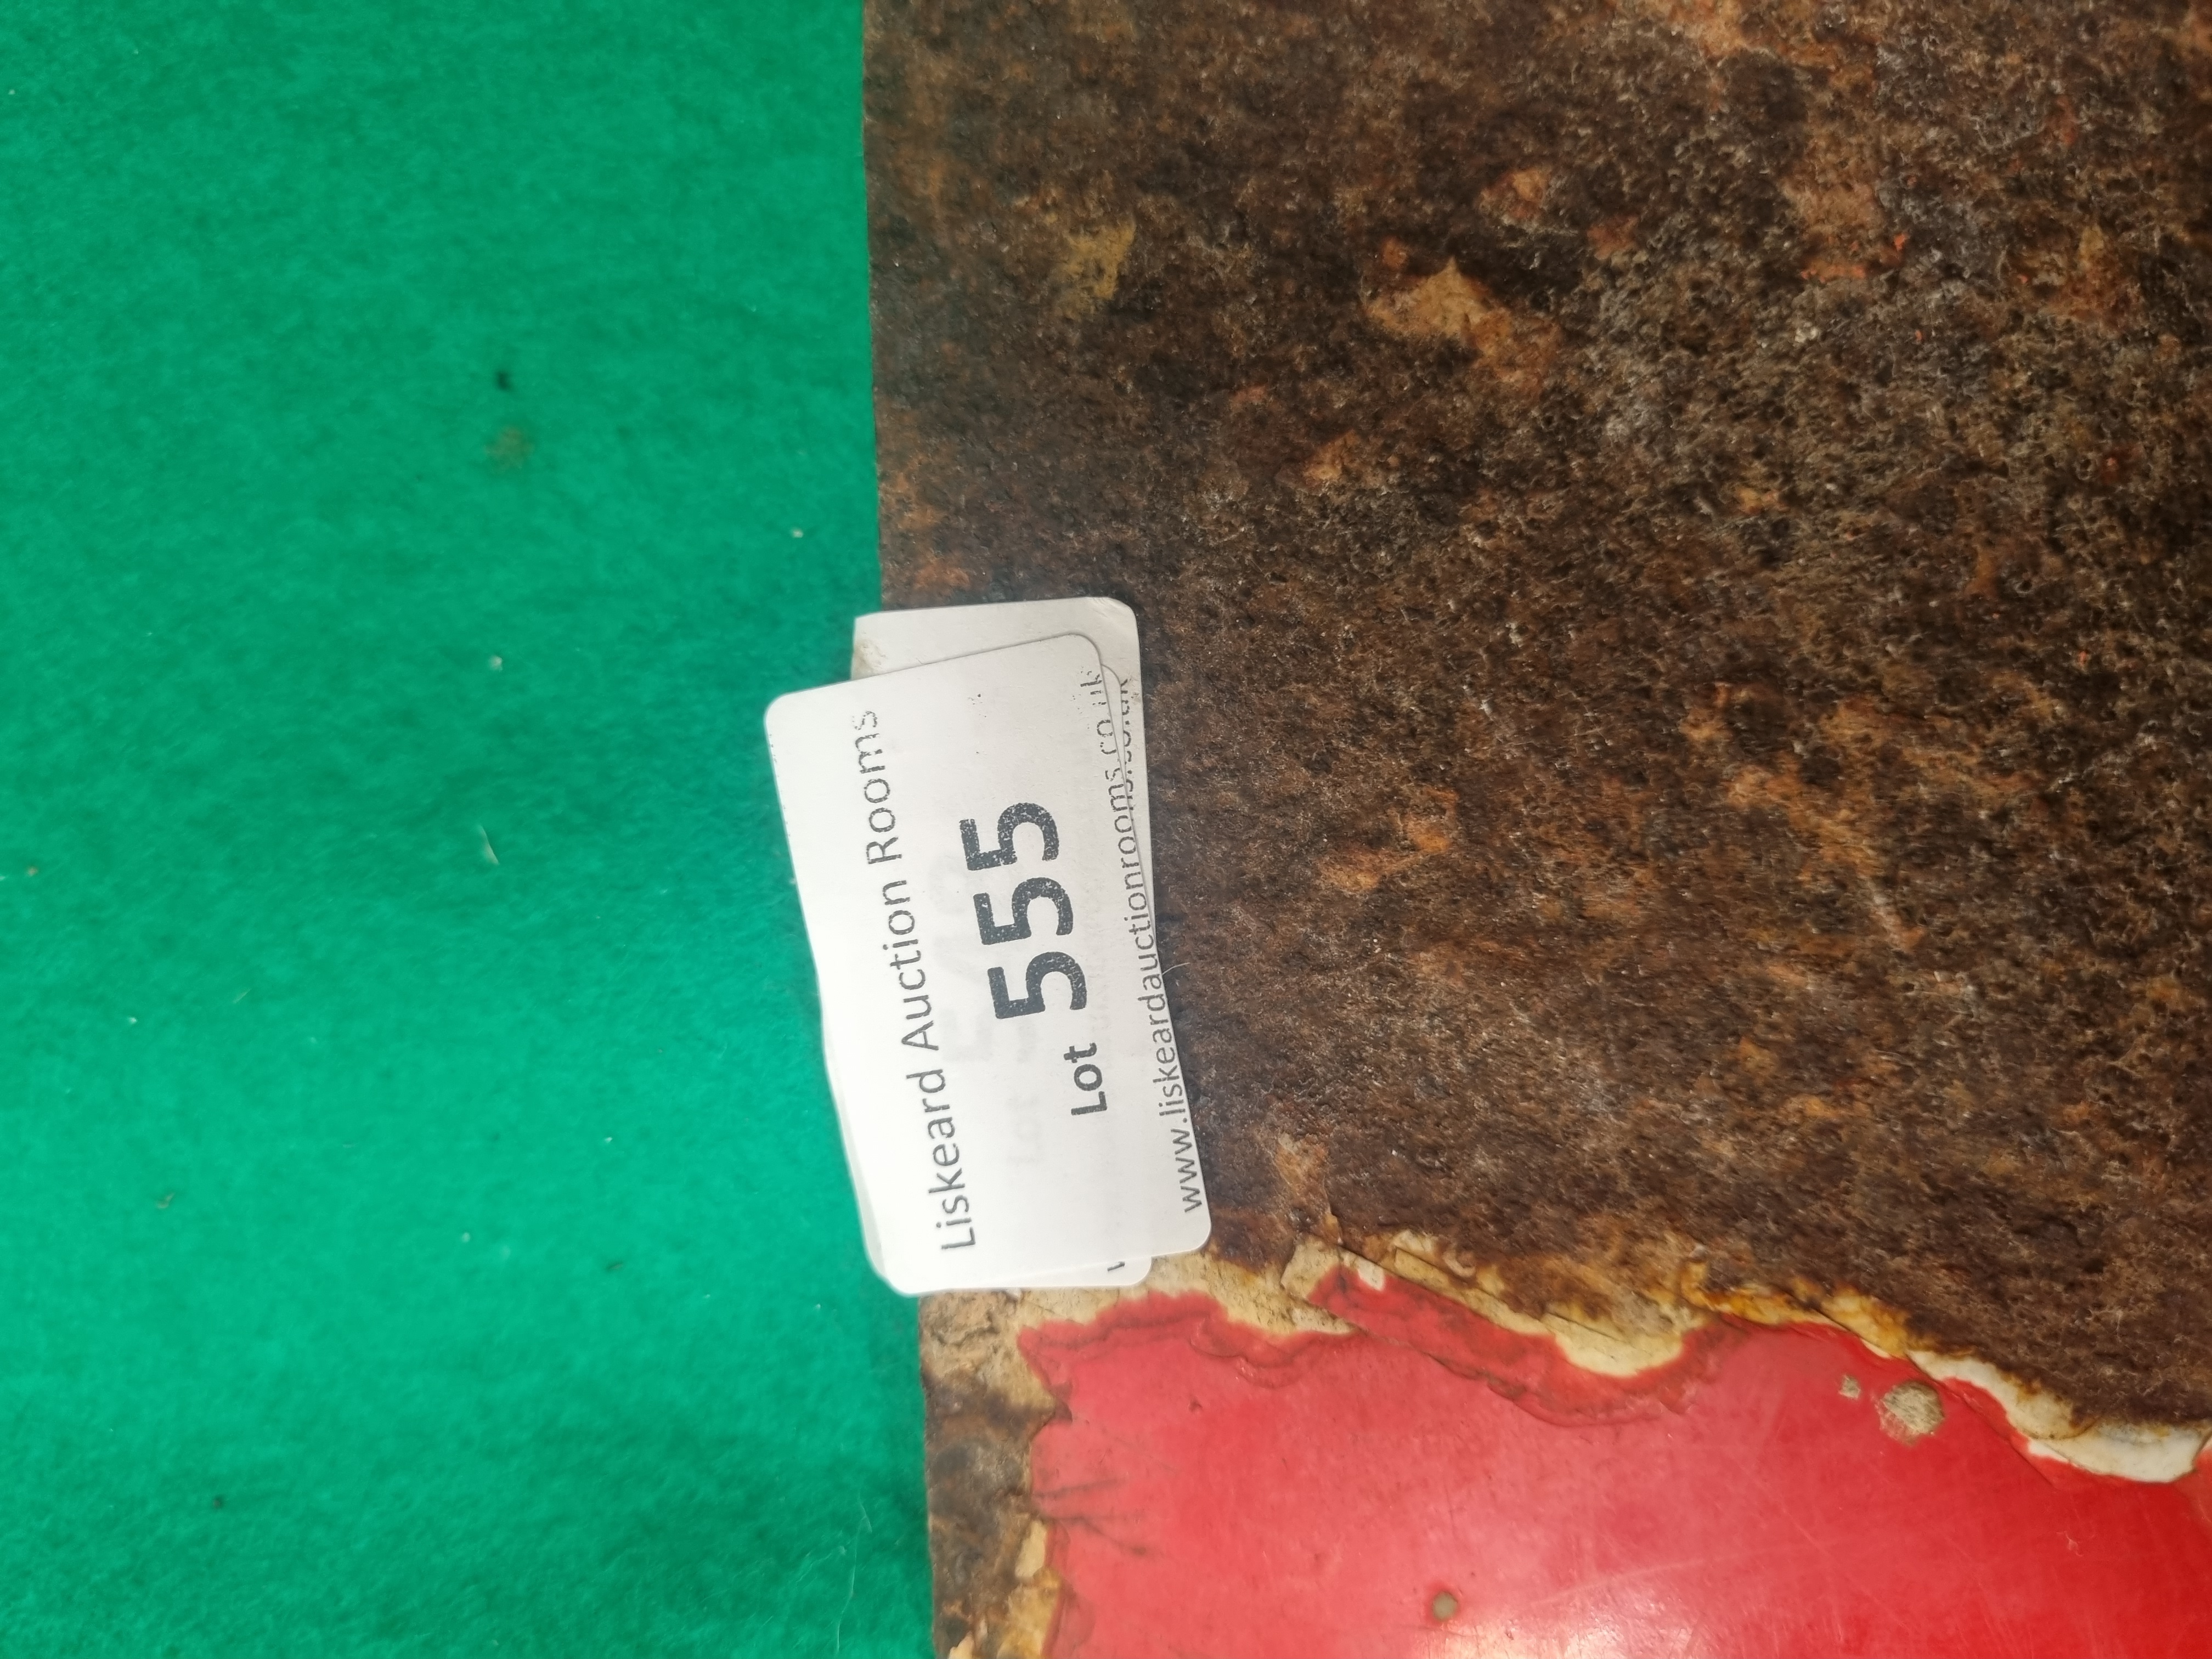 Liskeard Auction Rooms
Lot 555
www.liskeardauctionrooms.co.uk